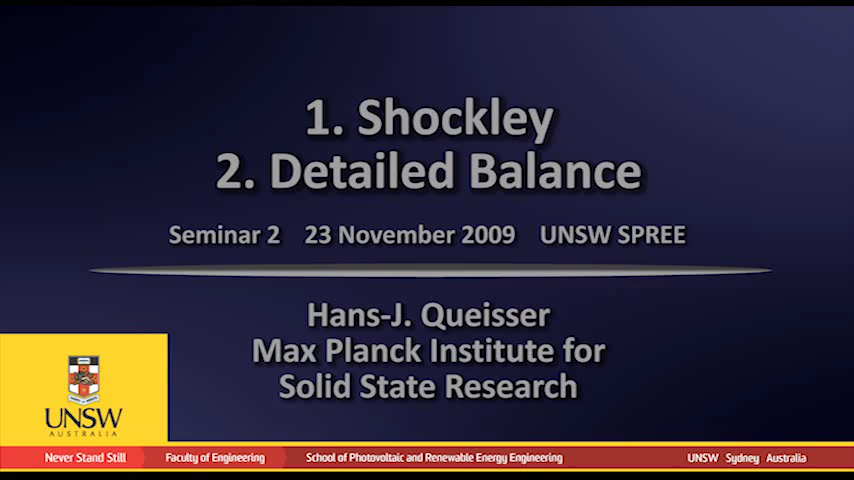 1. Shockley
2. Detailed Balance
Seminar 2 23 November 2009 UNSW SPREE
Hans-J. Queisser
Max Planck Institute for
Solid State Research
UNSW
AUSTRALIA
Never Stand Still Faculty of Engineering School of Photovoltaic and Renewable Energy Engineering UNSW Sydney Australia